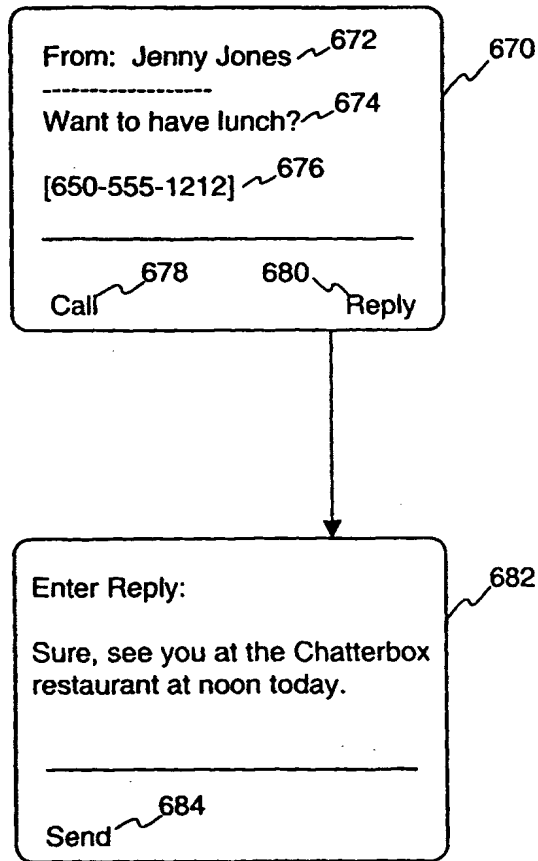 From: Jenny Jones 672
670
-------------------
Want to have lunch? 674
[650-555-1212] 676
678 680
Call Reply
Enter Reply:
682
Sure, see you at the Chatterbox
restaurant at noon today.
684
Send